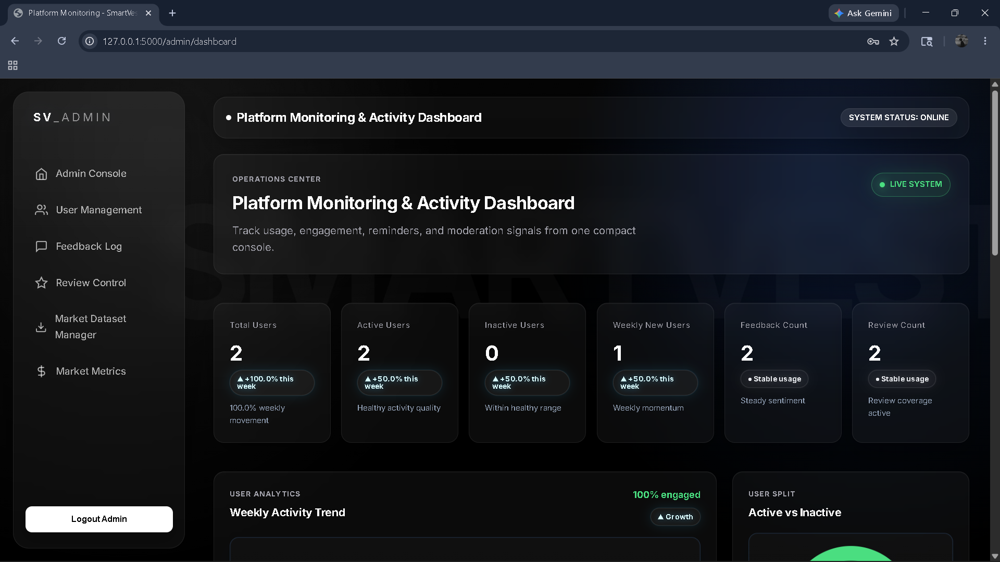 Platform Monitoring - SmartVes
Ask Gemini
127.0.0.1:5000/admin/dashboard
SV_ADMIN
Admin Console
User Management
Feedback Log
Review Control
Market Dataset
Manager
Market Metrics
Logout Admin
Platform Monitoring & Activity Dashboard
SYSTEM STATUS: ONLINE
OPERATIONS CENTER
LIVE SYSTEM
Platform Monitoring & Activity Dashboard
Track usage, engagement, reminders, and moderation signals from one compact
console.
SMARTVEST
Total Users
2
▲ +100.0% this
week
100.0% weekly
movement
Active Users
2
▲ +50.0% this
week
Healthy activity quality
Inactive Users
0
▲ +50.0% this
week
Within healthy range
Weekly New Users
1
▲ +50.0% this
week
Weekly momentum
Feedback Count
2
• Stable usage
Steady sentiment
Review Count
2
• Stable usage
Review coverage
active
USER ANALYTICS
Weekly Activity Trend
100% engaged
▲ Growth
USER SPLIT
Active vs Inactive